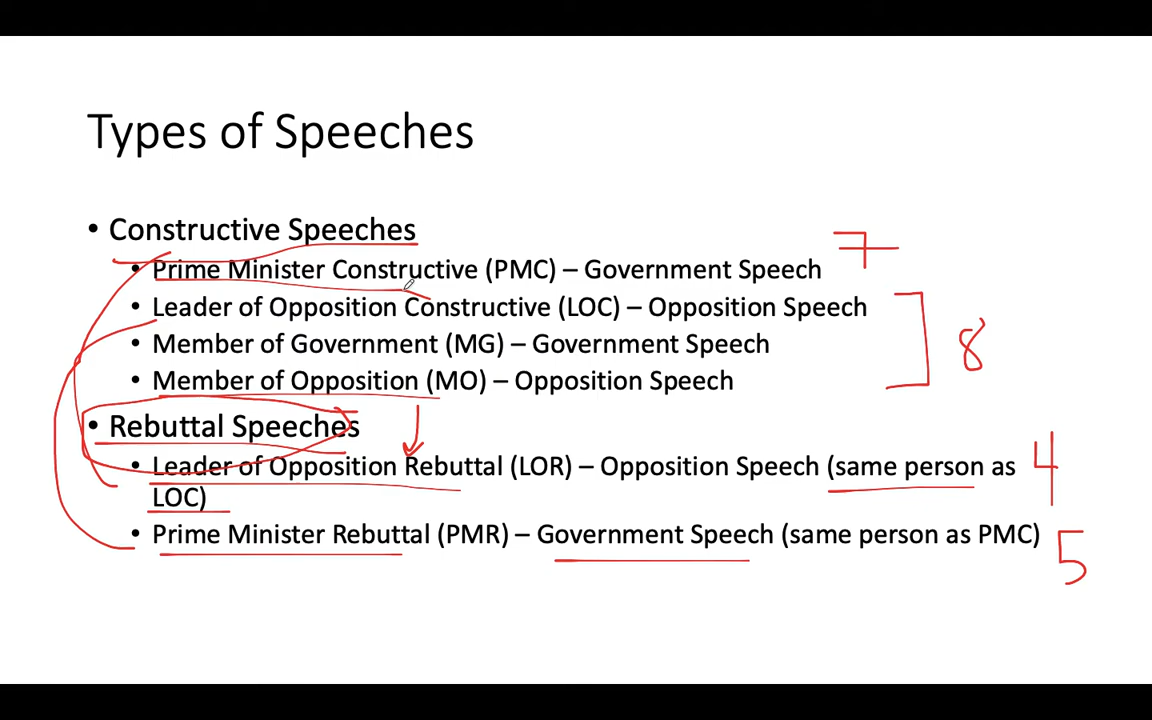 Types of Speeches
• Constructive Speeches
• Prime Minister Constructive (PMC) – Government Speech 7
• Leader of Opposition Constructive (LOC) – Opposition Speech
• Member of Government (MG) – Government Speech 8
• Member of Opposition (MO) – Opposition Speech
• Rebuttal Speeches
• Leader of Opposition Rebuttal (LOR) – Opposition Speech (same person as 4
LOC)
• Prime Minister Rebuttal (PMR) – Government Speech (same person as PMC) 5